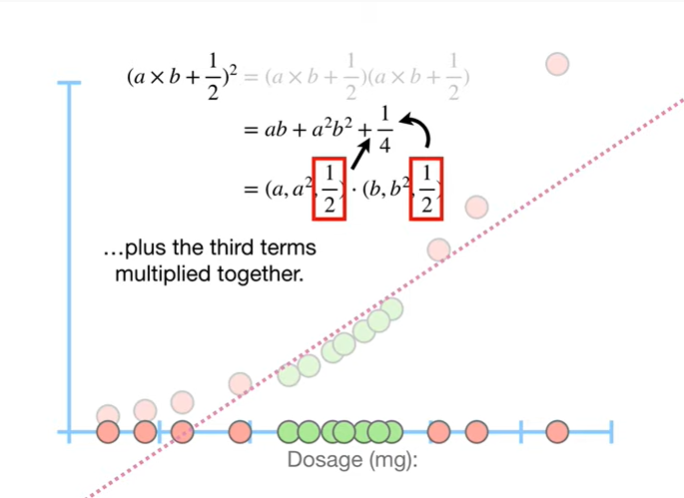 (a × b + 1/2)² = (a × b + 1/2)(a × b + 1/2)
= ab + a²b² + 1/4
= (a, a², 1/2) · (b, b², 1/2)
…plus the third terms
multiplied together.
Dosage (mg):